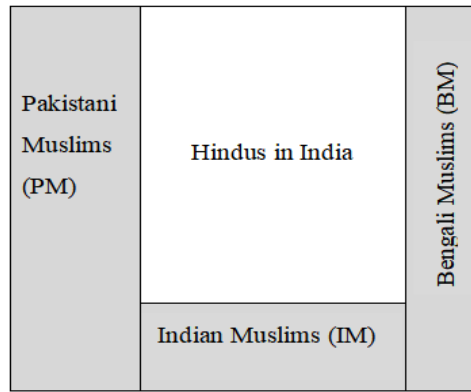 Pakistani
Muslims
(PM)
Hindus in India
Bengali Muslims (BM)
Indian Muslims (IM)